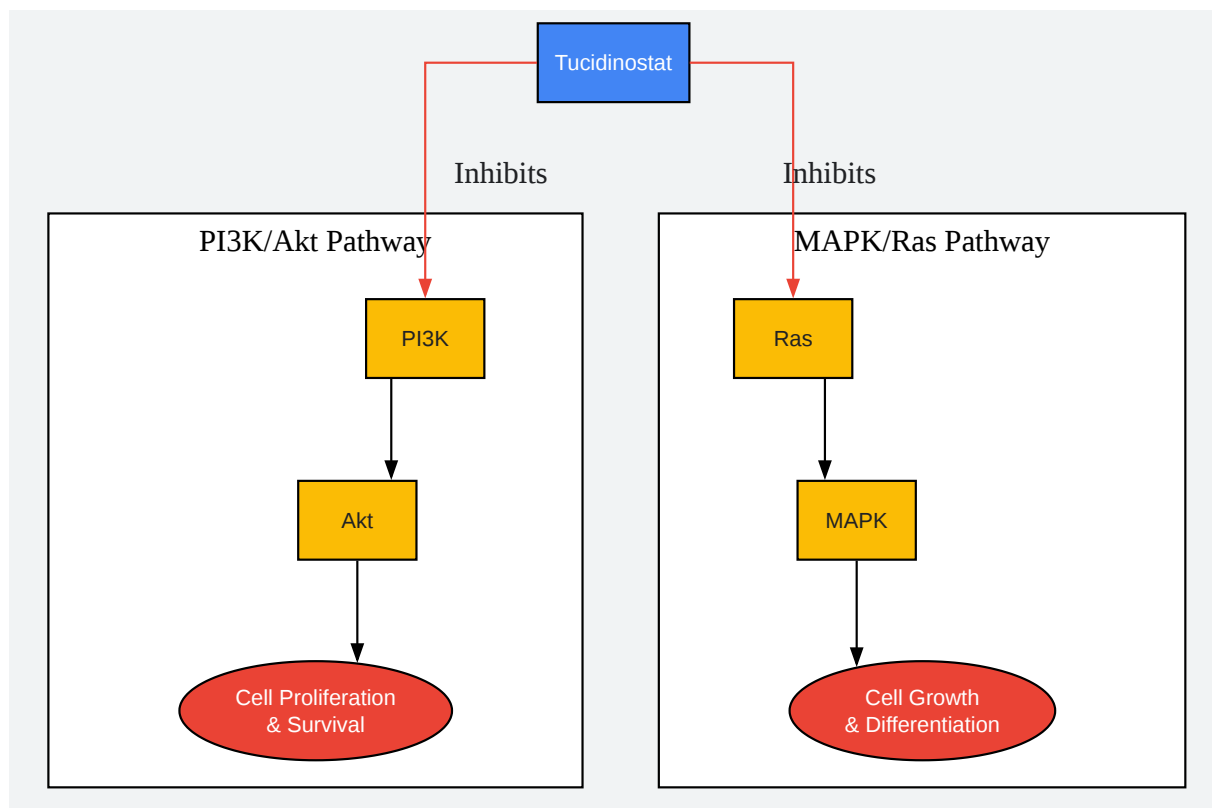 Tucidinostat
Inhibits
Inhibits
PI3K/Akt Pathway
MAPK/Ras Pathway
PI3K
Ras
Akt
MAPK
Cell Proliferation
& Survival
Cell Growth
& Differentiation